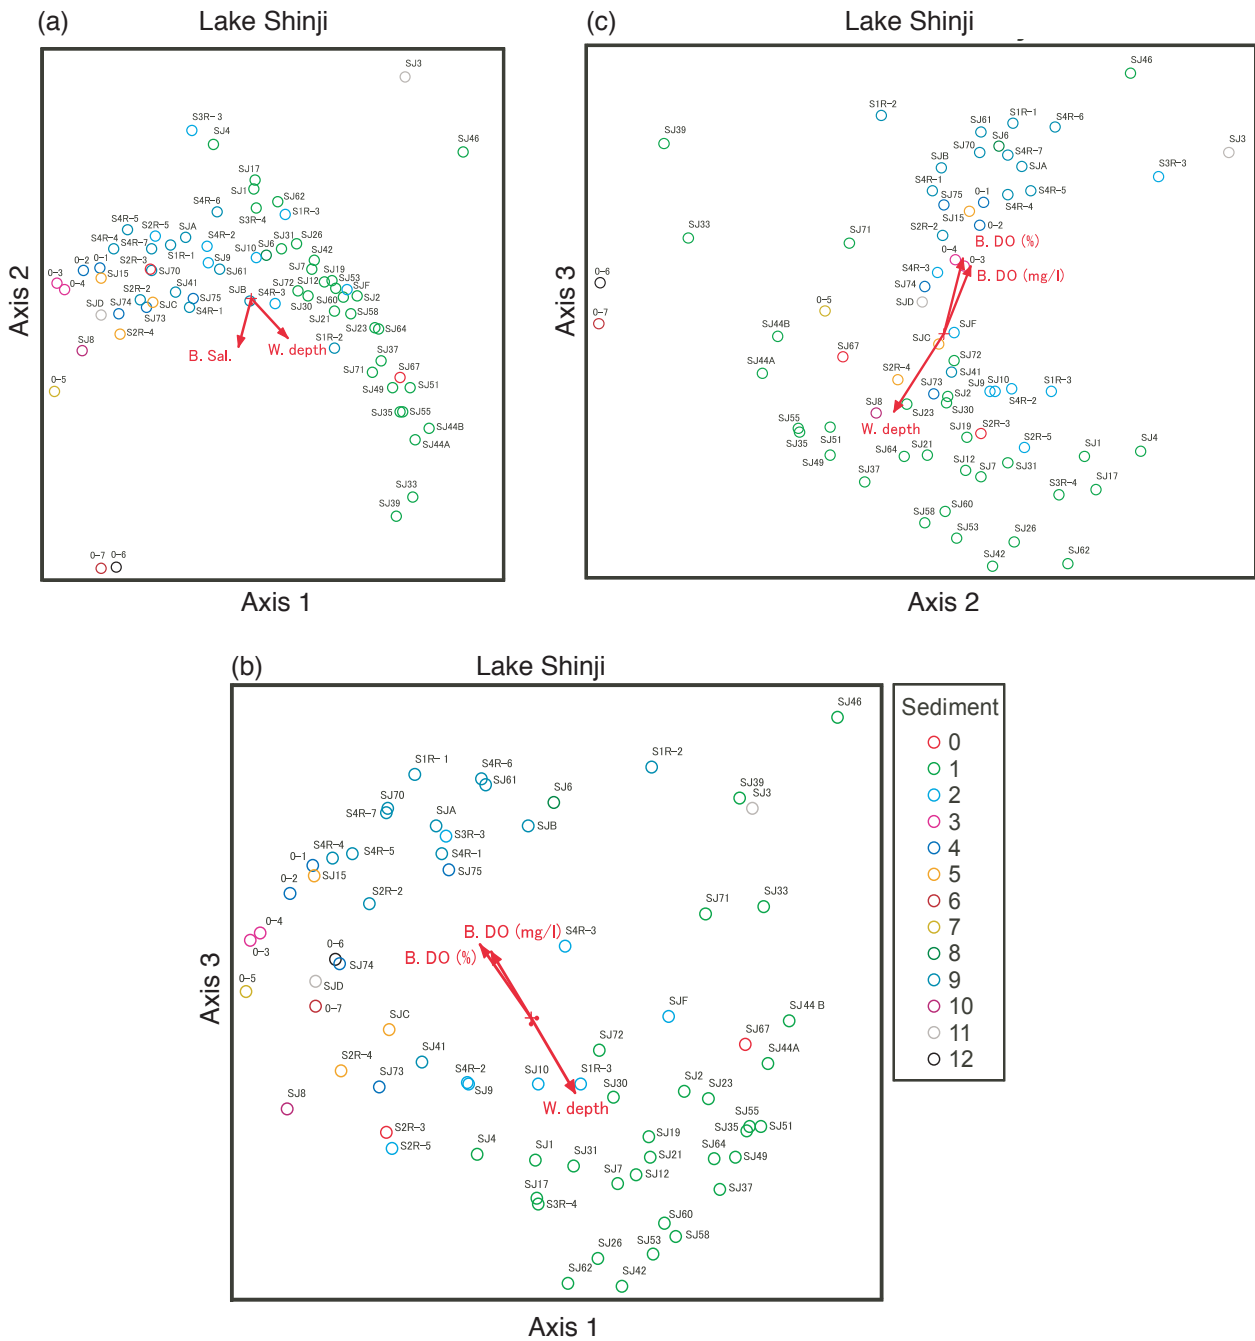 (a)
Lake Shinji
SJ3
S3R-3
SJ4
SJ46
SJ17
SJ1
SJ62
S4R-6
S1R-3
S3R-4
S4R-5
S2R-5
SJA
S4R-2
SJ31
SJ26
S4R-4
S4R-7
S1R-1
SJ10
SJ6
SJ42
SJ9
0-2
0-1
S2R-3
SJ7
0-3
SJ15
SJ70
SJ61
SJ19
SJ53
0-4
SJ72
SJ12
SJF
S2R-2
SJ41
SJB
S4R-3
SJD
SJ74
SJC
SJ75
SJ30
SJ60
SJ2
SJ73
S4R-1
SJ21
SJ58
S2R-4
SJ23
SJ64
SJ8
B. Sal.
W. depth
S1R-2
SJ37
SJ71
SJ67
0-5
SJ49
SJ51
SJ35
SJ55
SJ44B
SJ44A
SJ33
SJ39
0-7
0-6
Axis 2
Axis 1
(c)
Lake Shinji
SJ46
S1R-2
S1R-1
SJ61
S4R-6
SJ39
SJ6
SJ3
SJ70
S4R-7
SJB
SJA
S3R-3
S4R-1
SJ75
0-1
S4R-5
S4R-4
SJ15
0-2
SJ33
SJ71
S2R-2
B. DO (%)
0-4
0-3
S4R-3
B. DO (mg/l)
0-6
SJ74
SJD
0-5
0-7
SJ44B
SJF
SJC
SJ67
SJ72
SJ44A
S2R-4
SJ41
SJ73
SJ9
SJ10
S1R-3
SJ2
S4R-2
SJ8
SJ23
SJ30
W. depth
SJ55
SJ35
SJ51
SJ19
S2R-3
S2R-5
SJ49
SJ64
SJ21
SJ1
SJ4
SJ37
SJ12
SJ7
SJ31
S3R-4
SJ17
SJ58
SJ60
SJ53
SJ26
SJ42
SJ62
Axis 3
Axis 2
(b)
Lake Shinji
SJ46
S1R-1
S4R-6
SJ61
S1R-2
SJ6
SJ39
SJ3
SJ70
S4R-7
SJA
SJB
S3R-3
S4R-4
0-1
S4R-5
S4R-1
SJ15
SJ75
0-2
S2R-2
SJ71
SJ33
0-4
0-3
B. DO (mg/l)
S4R-3
B. DO (%)
0-6
SJ74
0-5
SJD
0-7
SJC
SJF
SJ44 B
SJ72
SJ67
SJ41
SJ44A
S2R-4
SJ73
S4R-2
SJ9
SJ10
S1R-3
SJ30
SJ2
SJ23
SJ8
W. depth
S2R-3
S2R-5
SJ55
SJ35
SJ51
SJ19
SJ4
SJ1
SJ31
SJ21
SJ64
SJ49
SJ7
SJ12
SJ17
SJ37
S3R-4
SJ60
SJ58
SJ26
SJ53
SJ62
SJ42
Axis 3
Axis 1
Sediment
0
1
2
3
4
5
6
7
8
9
10
11
12